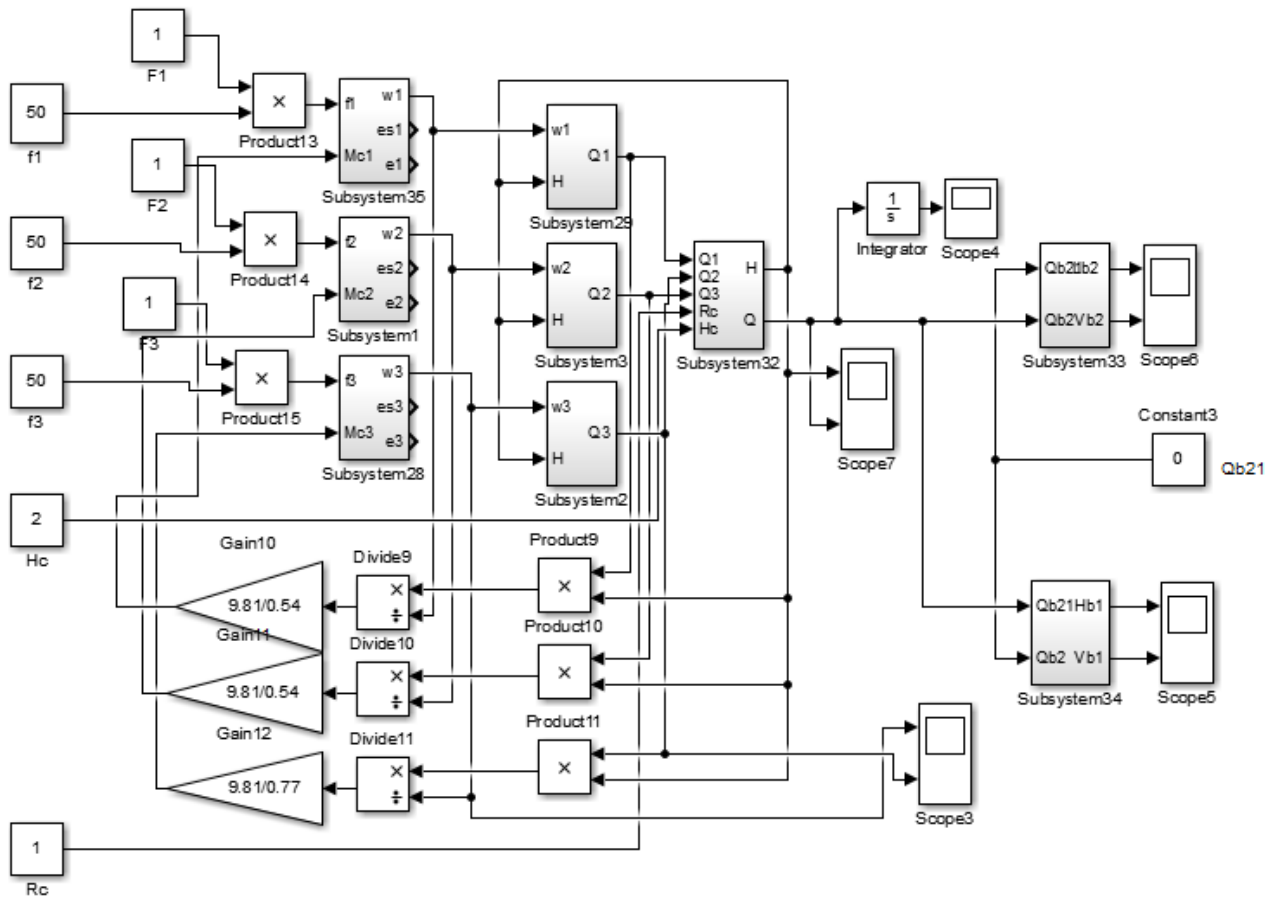 1
F1
50
f1
×
Product13
f1 w1
es1
Mc1 e1
Subsystem35
1
F2
50
f2
×
Product14
f2 w2
es2
Mc2 e2
Subsystem1
1
F3
50
f3
×
Product15
f3 w3
es3
Mc3 e3
Subsystem28
w1
Q1
H
Subsystem29
w2
Q2
H
Subsystem3
w3
Q3
H
Subsystem2
Q1
Q2 H
Q3
Rc Q
Hc
Subsystem32
1
s
Integrator
Scope4
Scope7
Qb2
Qb2Vb2
Subsystem33
Scope6
Constant3
0
Qb21
2
Hc
Gain10
9.81/0.54
Divide9
×
÷
Product9
×
Gain11
9.81/0.54
Divide10
×
÷
Product10
×
Gain12
9.81/0.77
Divide11
×
÷
Product11
×
Qb21Hb1
Qb2 Vb1
Subsystem34
Scope5
Scope3
1
Rc